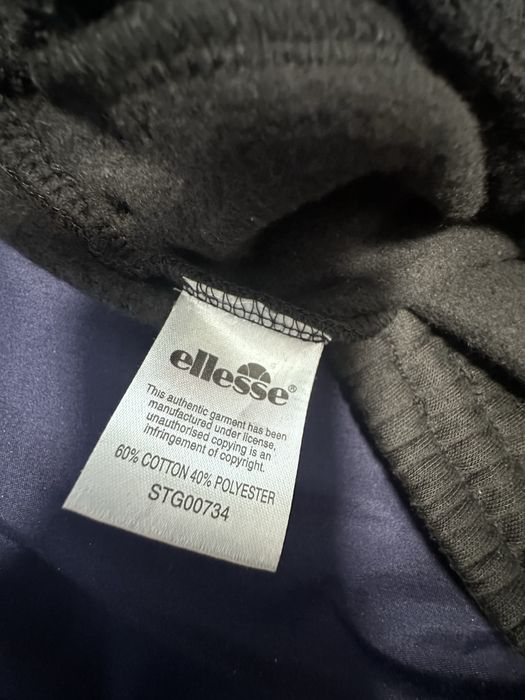 ellesse®
This authentic garment has been
manufactured under license,
unauthorised copying is an
infringement of copyright.
60% COTTON 40% POLYESTER
STG00734